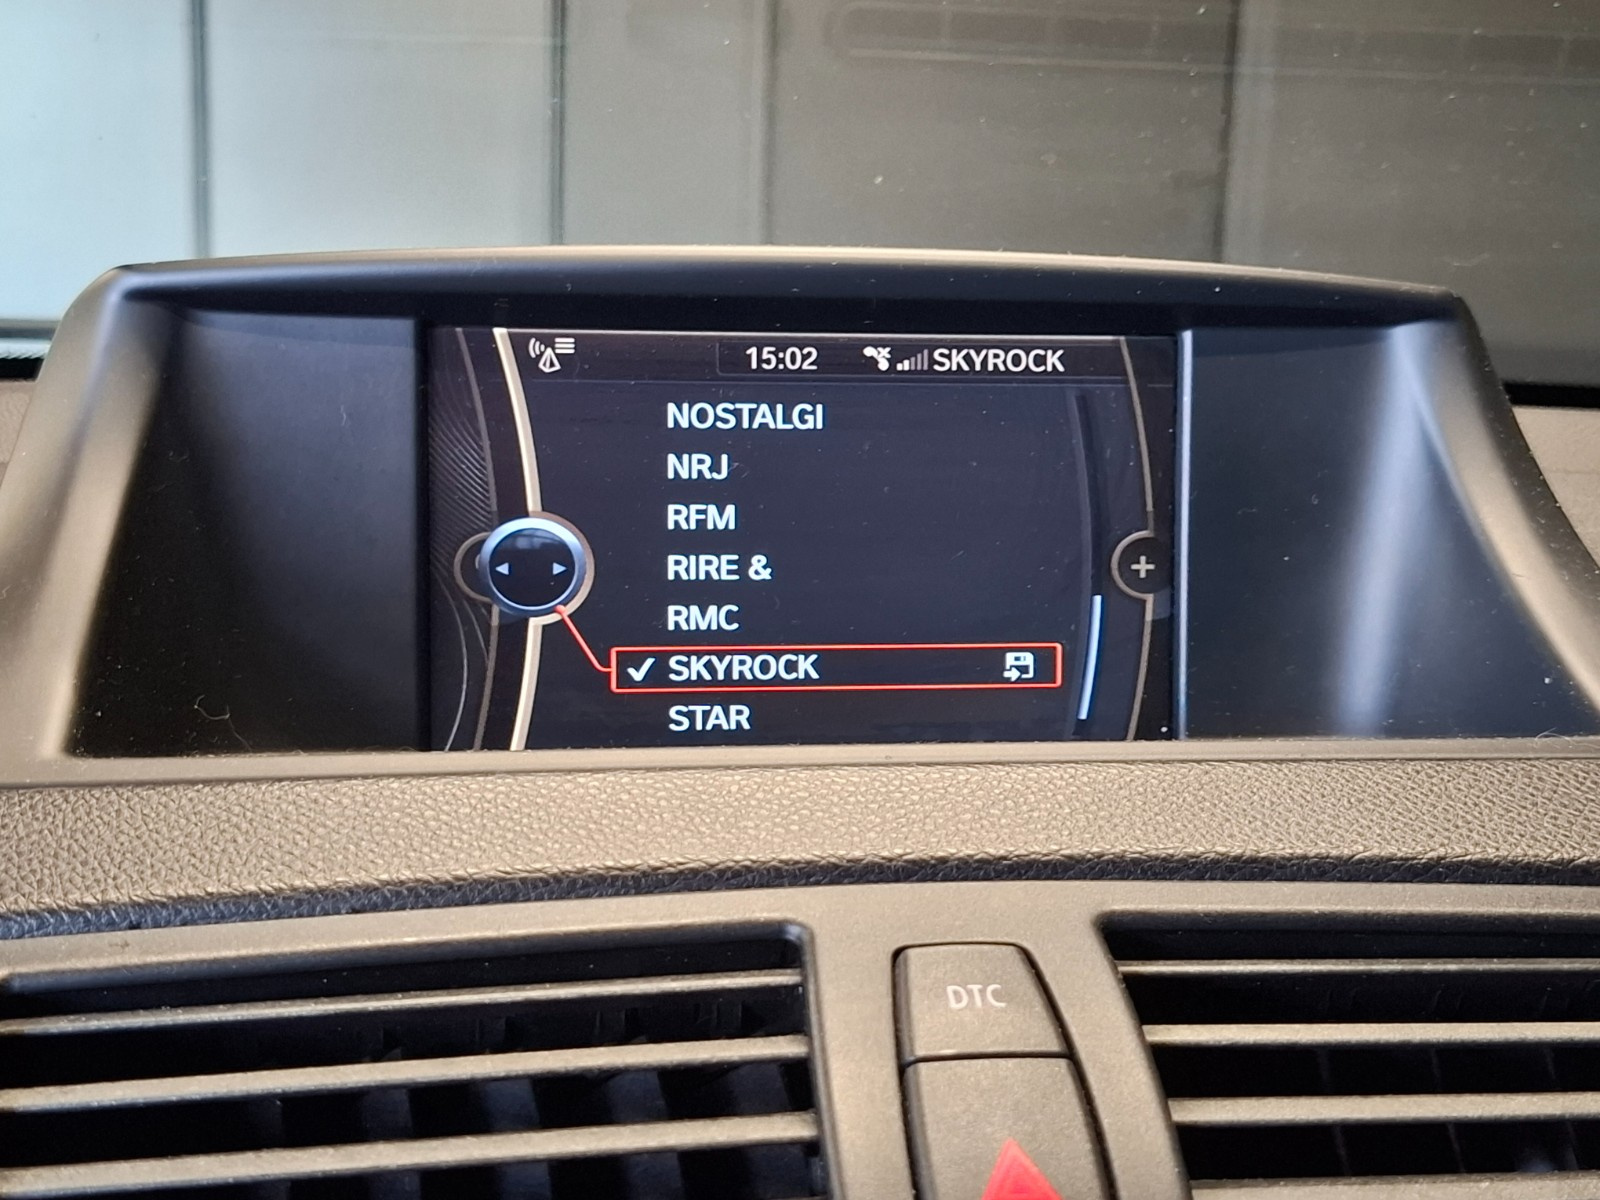 15:02 SKYROCK
NOSTALGI
NRJ
RFM
RIRE &
RMC
SKYROCK
STAR
DTC